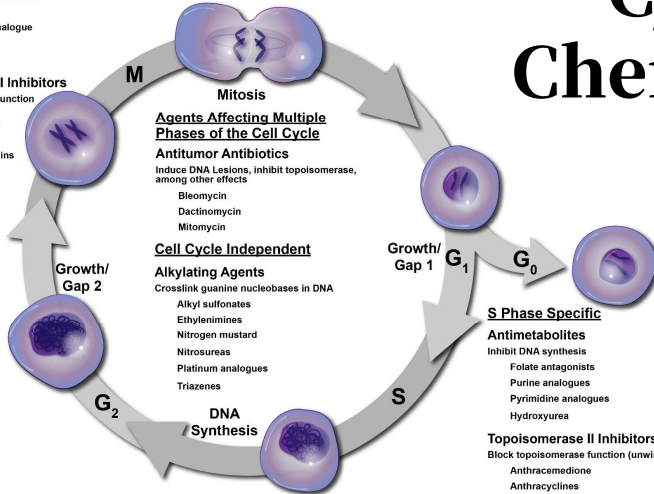 Chem
alogue
I Inhibitors
unction
ins
M
Mitosis
Agents Affecting Multiple
Phases of the Cell Cycle
Antitumor Antibiotics
Induce DNA Lesions, inhibit topoisomerase,
among other effects
Bleomycin
Dactinomycin
Mitomycin
Cell Cycle Independent
Alkylating Agents
Crosslink guanine nucleobases in DNA
Alkyl sulfonates
Ethylenimines
Nitrogen mustard
Nitrosureas
Platinum analogues
Triazenes
Growth/
Gap 1
G₁
G₀
Growth/
Gap 2
G₂
DNA
Synthesis
S
S Phase Specific
Antimetabolites
Inhibit DNA synthesis
Folate antagonists
Purine analogues
Pyrimidine analogues
Hydroxyurea
Topoisomerase II Inhibitors
Block topoisomerase function (unwi
Anthracemedione
Anthracyclines